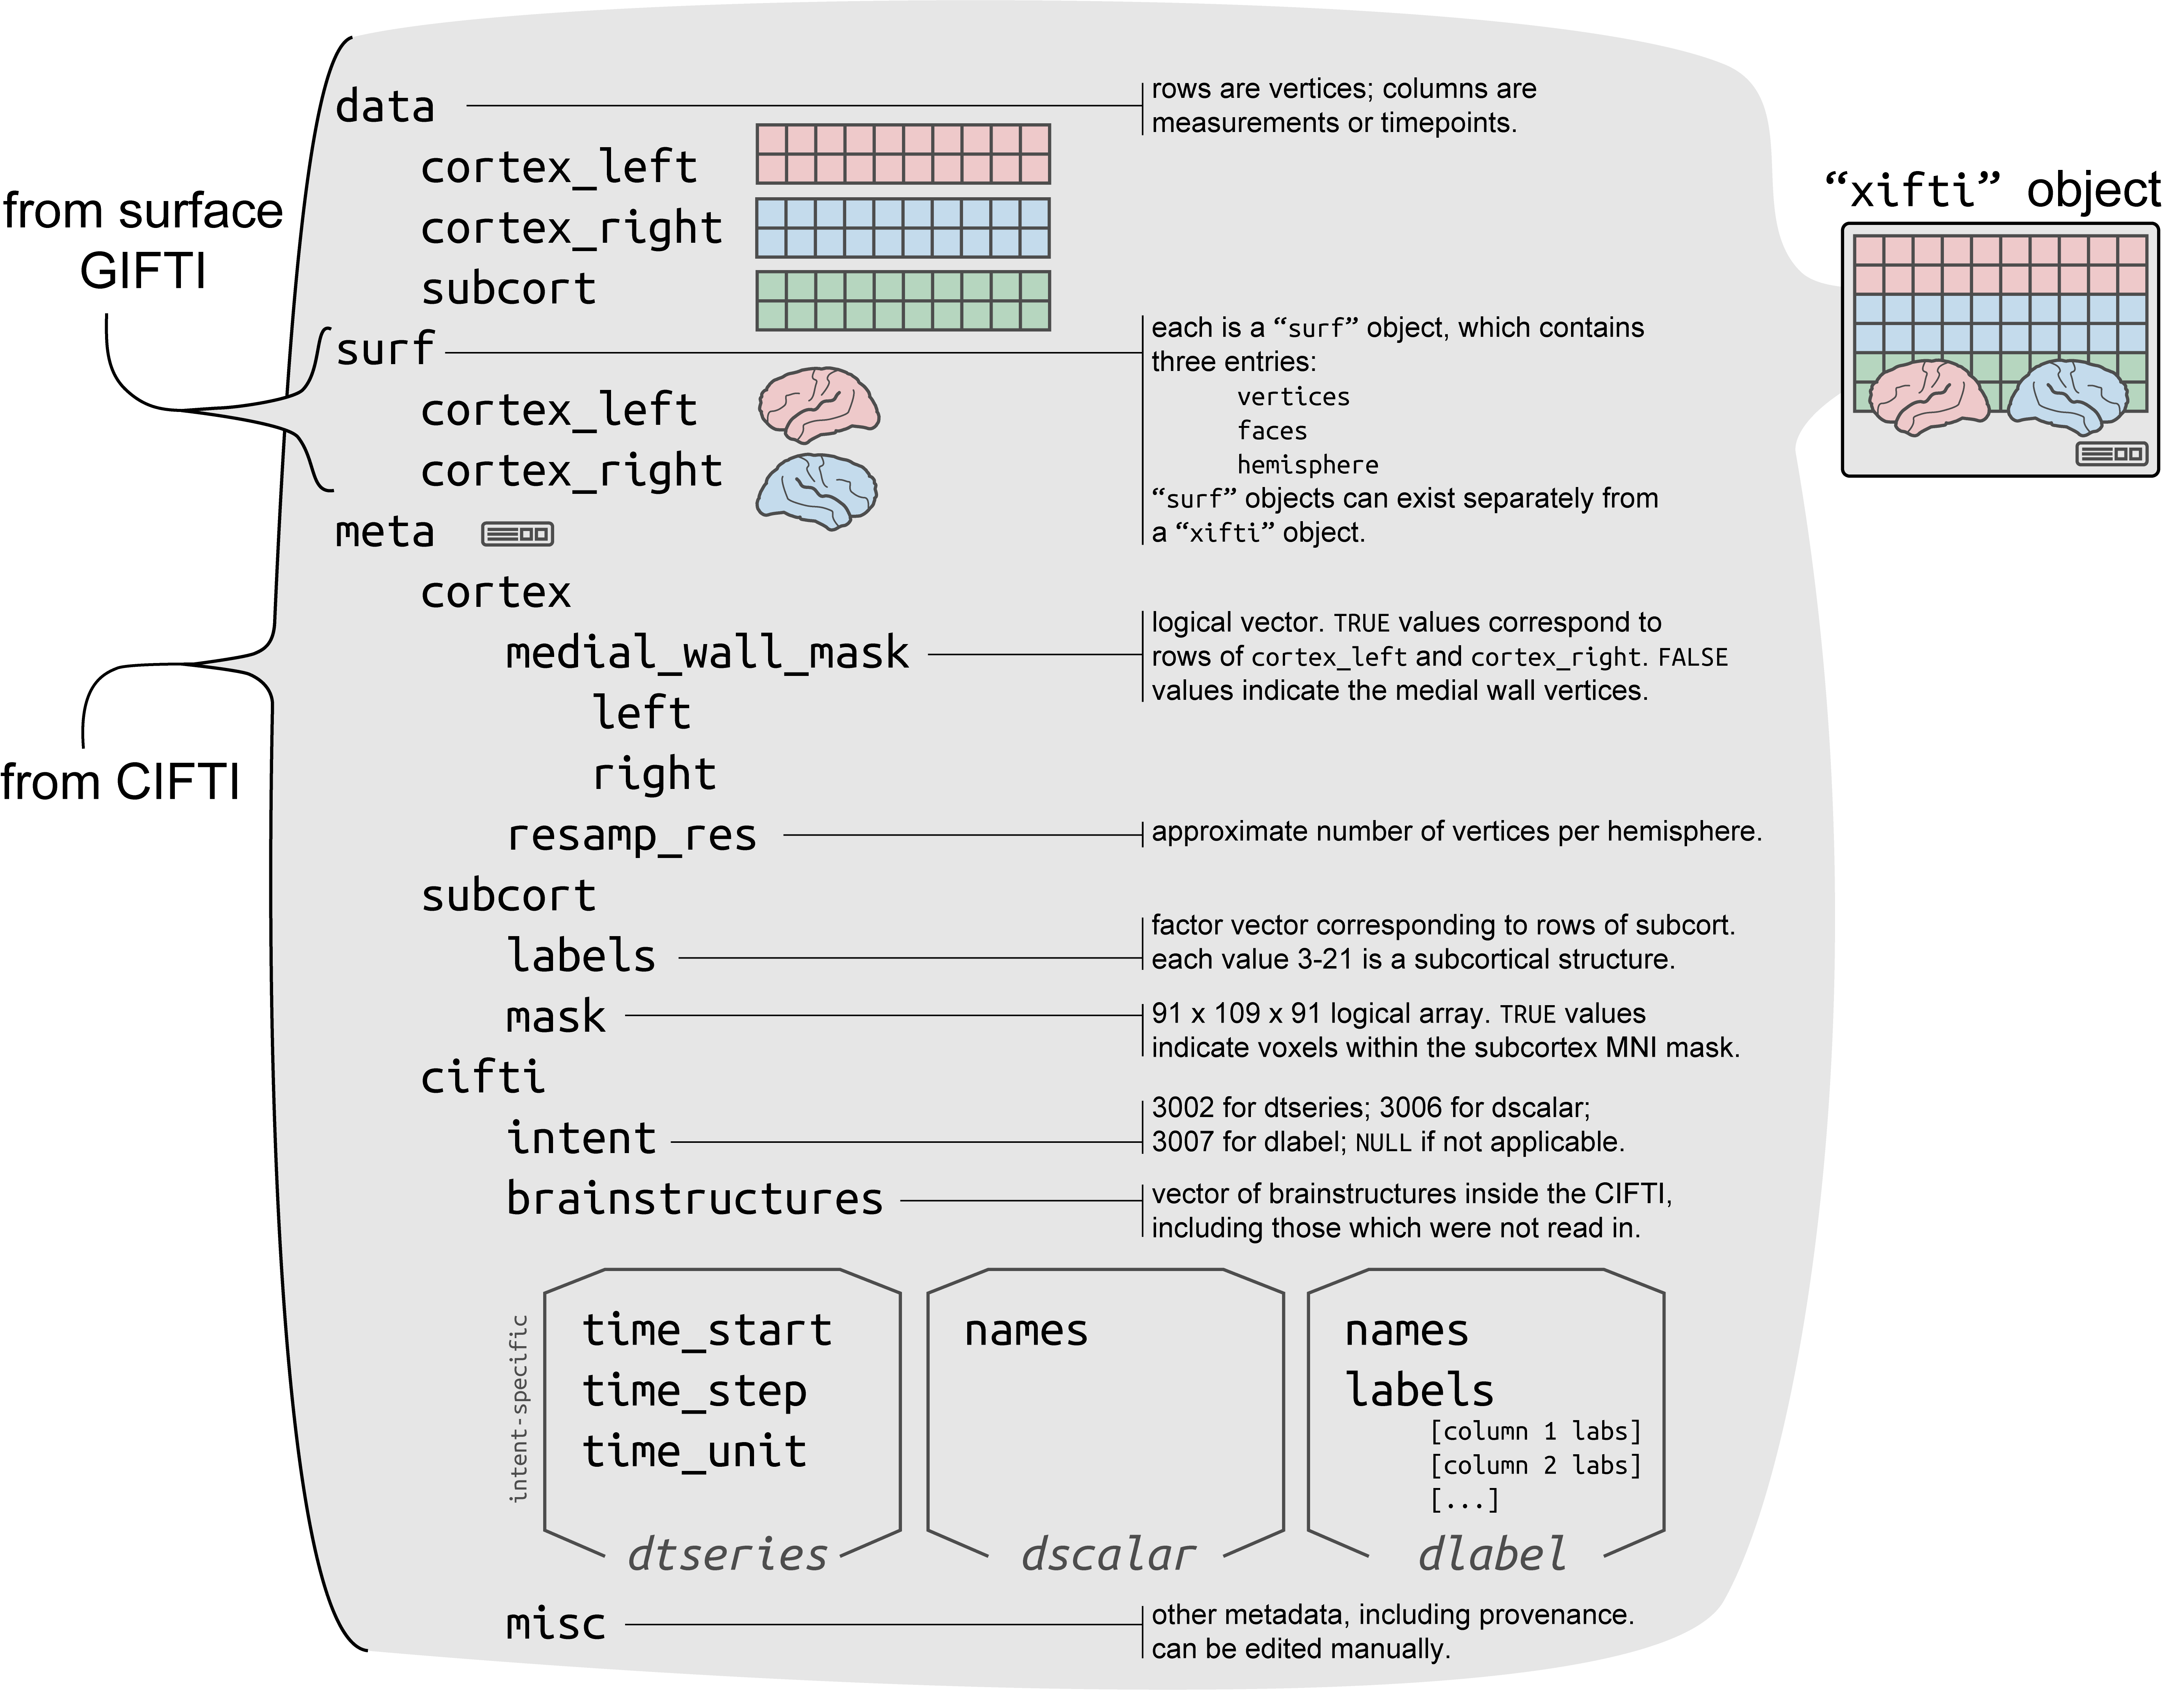 data
rows are vertices; columns are
measurements or timepoints.
cortex_left
cortex_right
subcort
from surface
GIFTI
“xifti” object
surf
each is a “surf” object, which contains
three entries:
vertices
faces
hemisphere
“surf” objects can exist separately from
a “xifti” object.
cortex_left
cortex_right
meta
cortex
medial_wall_mask
logical vector. TRUE values correspond to
rows of cortex_left and cortex_right. FALSE
values indicate the medial wall vertices.
left
right
from CIFTI
resamp_res
approximate number of vertices per hemisphere.
subcort
labels
factor vector corresponding to rows of subcort.
each value 3-21 is a subcortical structure.
mask
91 x 109 x 91 logical array. TRUE values
indicate voxels within the subcortex MNI mask.
cifti
intent
3002 for dtseries; 3006 for dscalar;
3007 for dlabel; NULL if not applicable.
brainstructures
vector of brainstructures inside the CIFTI,
including those which were not read in.
intent-specific
time_start
time_step
time_unit
dtseries
names
dscalar
names
labels
[column 1 labs]
[column 2 labs]
[...]
dlabel
misc
other metadata, including provenance.
can be edited manually.